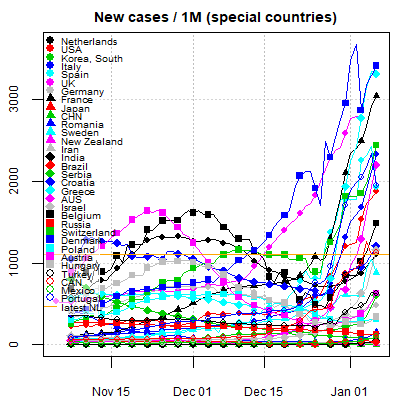 New cases / 1M (special countries)
Netherlands
USA
Korea, South
Italy
Spain
UK
Germany
France
Japan
CHN
Romania
Sweden
New Zealand
Iran
India
Brazil
Serbia
Croatia
Greece
AUS
Israel
Belgium
Russia
Switzerland
Denmark
Poland
Austria
Hungary
Turkey
CAN
Mexico
Portugal
latestNL
0
1000
2000
3000
Nov 15
Dec 01
Dec 15
Jan 01